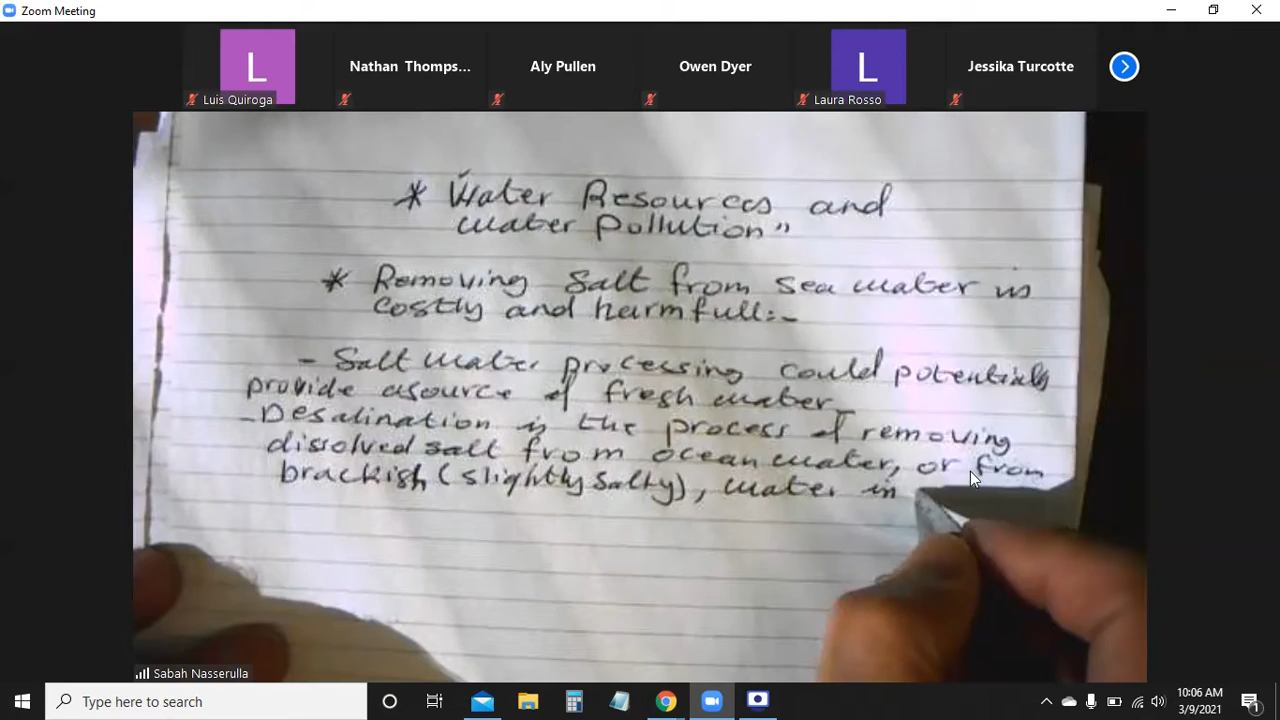 Zoom Meeting
L
Luis Quiroga
Nathan Thomps...
Aly Pullen
Owen Dyer
L
Laura Rosso
Jessika Turcotte
* "Water Resources and
water Pollution"
* Removing Salt from sea water is
costly and harmfull:-
- Salt water processing could potentially
provide a source of fresh water
- Desalination is the process of removing
dissolved salt from ocean water, or from
brackish (slightly salty), water in
Sabah Nasserulla
Type here to search
10:06 AM
3/9/2021
1